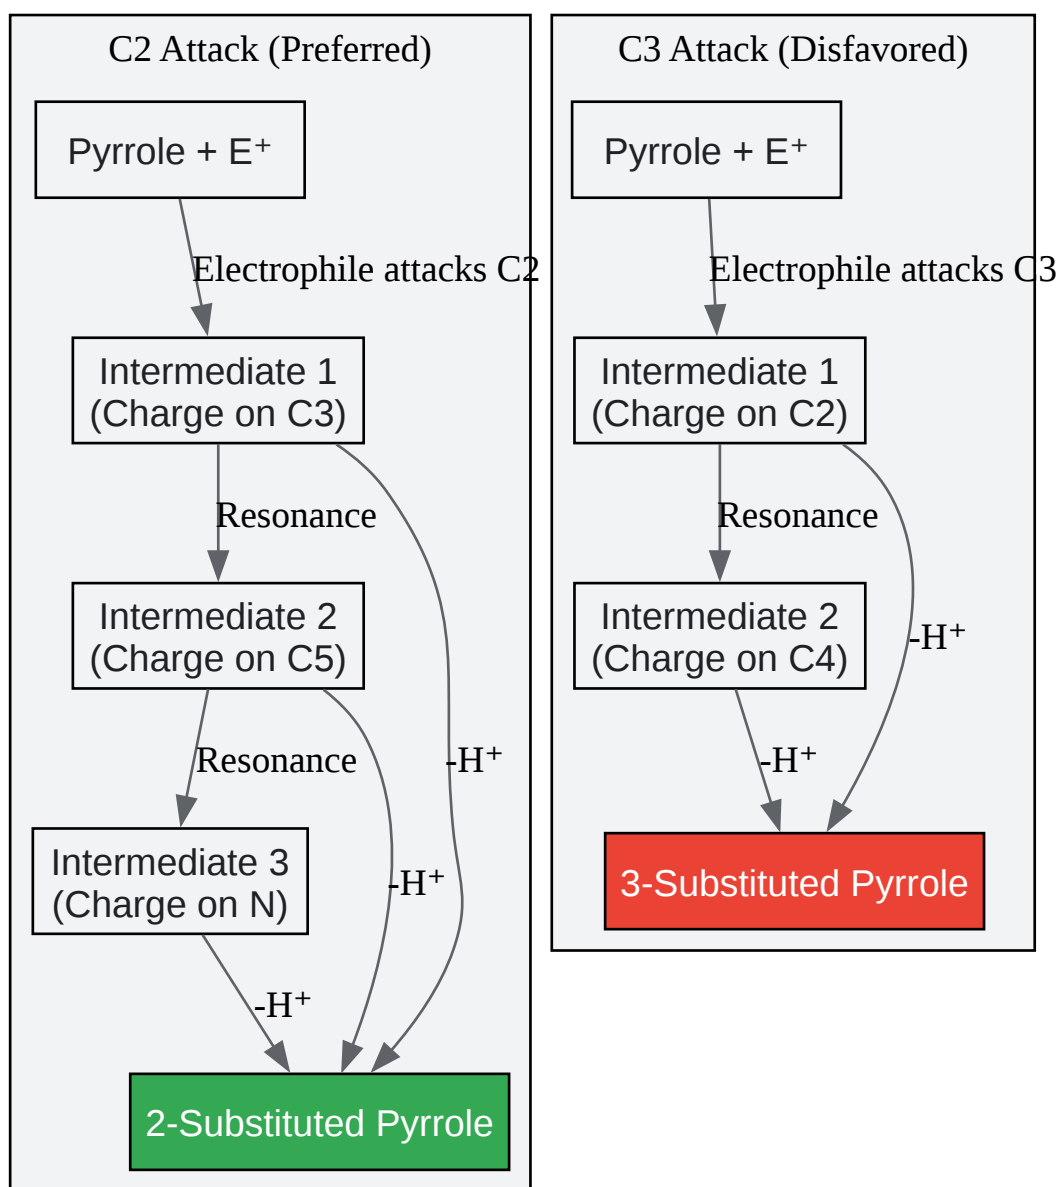 C2 Attack (Preferred)
Pyrrole + E⁺
Electrophile attacks C2
Intermediate 1
(Charge on C3)
Resonance
Intermediate 2
(Charge on C5)
Resonance
-H⁺
Intermediate 3
(Charge on N)
-H⁺
-H⁺
2-Substituted Pyrrole
C3 Attack (Disfavored)
Pyrrole + E⁺
Electrophile attacks C3
Intermediate 1
(Charge on C2)
Resonance
Intermediate 2
(Charge on C4)
-H⁺
-H⁺
3-Substituted Pyrrole